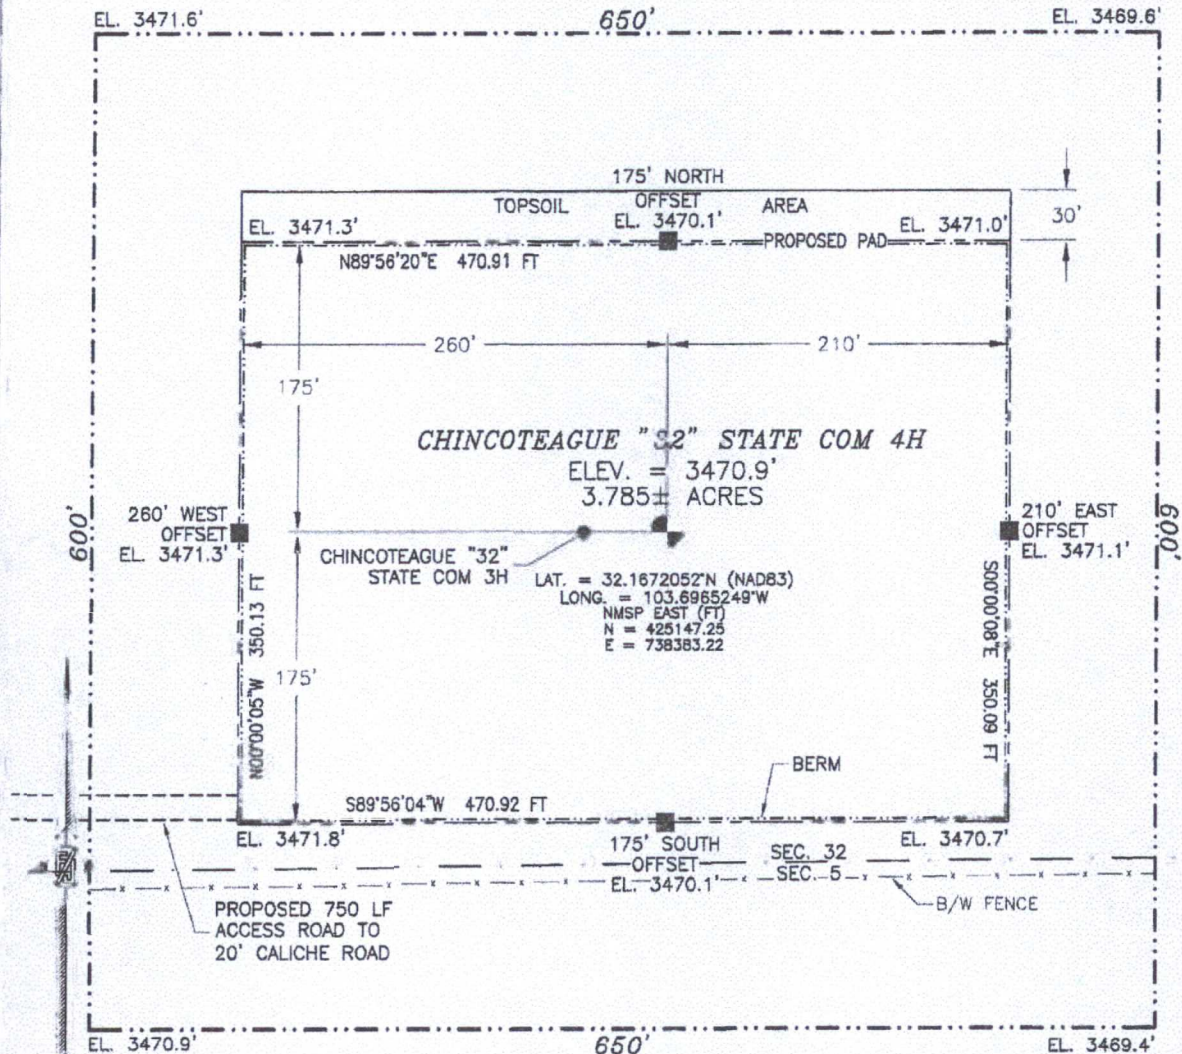 EL. 3471.6'
650'
EL. 3469.6'
175' NORTH
OFFSET
EL. 3470.1'
TOPSOIL
AREA
30'
EL. 3471.3'
EL. 3471.0'
PROPOSED PAD
N89°56'20"E 470.91 FT
260'
210'
175'
CHINCOTEAGUE "32" STATE COM 4H
ELEV. = 3470.9'
3.785± ACRES
600'
260' WEST
OFFSET
EL. 3471.3'
210' EAST
OFFSET
EL. 3471.1'
600'
CHINCOTEAGUE "32"
STATE COM 3H
LAT. = 32.1672052°N (NAD83)
LONG. = 103.6965249°W
NMSP EAST (FT)
N = 425147.25
E = 738383.22
N00°00'05"W 350.13 FT
175'
S00°00'08"E 350.09 FT
BERM
S89°56'04"W 470.92 FT
EL. 3471.8'
175' SOUTH
OFFSET
EL. 3470.1'
EL. 3470.7'
SEC. 32
SEC. 5
B/W FENCE
PROPOSED 750 LF
ACCESS ROAD TO
20' CALICHE ROAD
EL. 3470.9'
650'
EL. 3469.4'